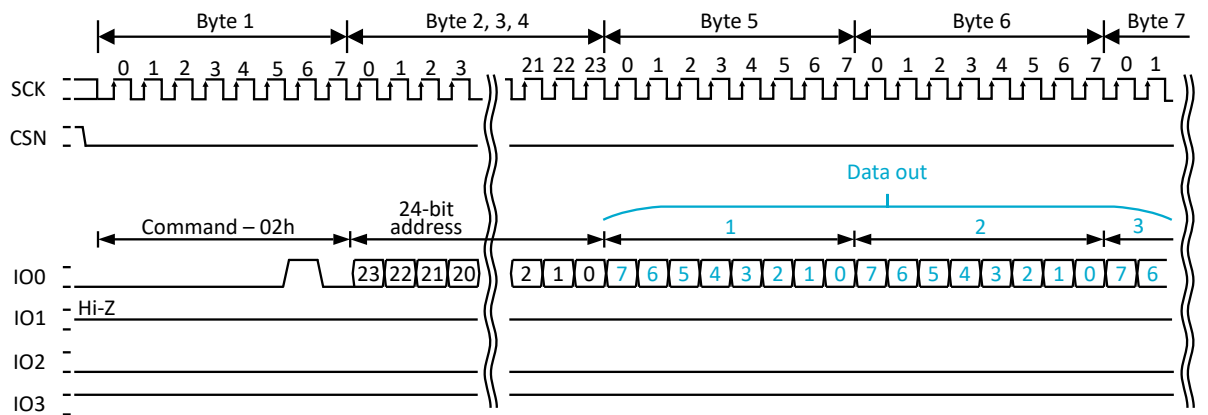 Byte 1 Byte 2, 3, 4 Byte 5 Byte 6 Byte 7
0 1 2 3 4 5 6 7 0 1 2 3 21 22 23 0 1 2 3 4 5 6 7 0 1 2 3 4 5 6 7 0 1
SCK
CSN
Data out
Command – 02h 24-bit address 1 2 3
IO0 23 22 21 20 2 1 0 7 6 5 4 3 2 1 0 7 6 5 4 3 2 1 0 7 6
IO1 Hi-Z
IO2
IO3